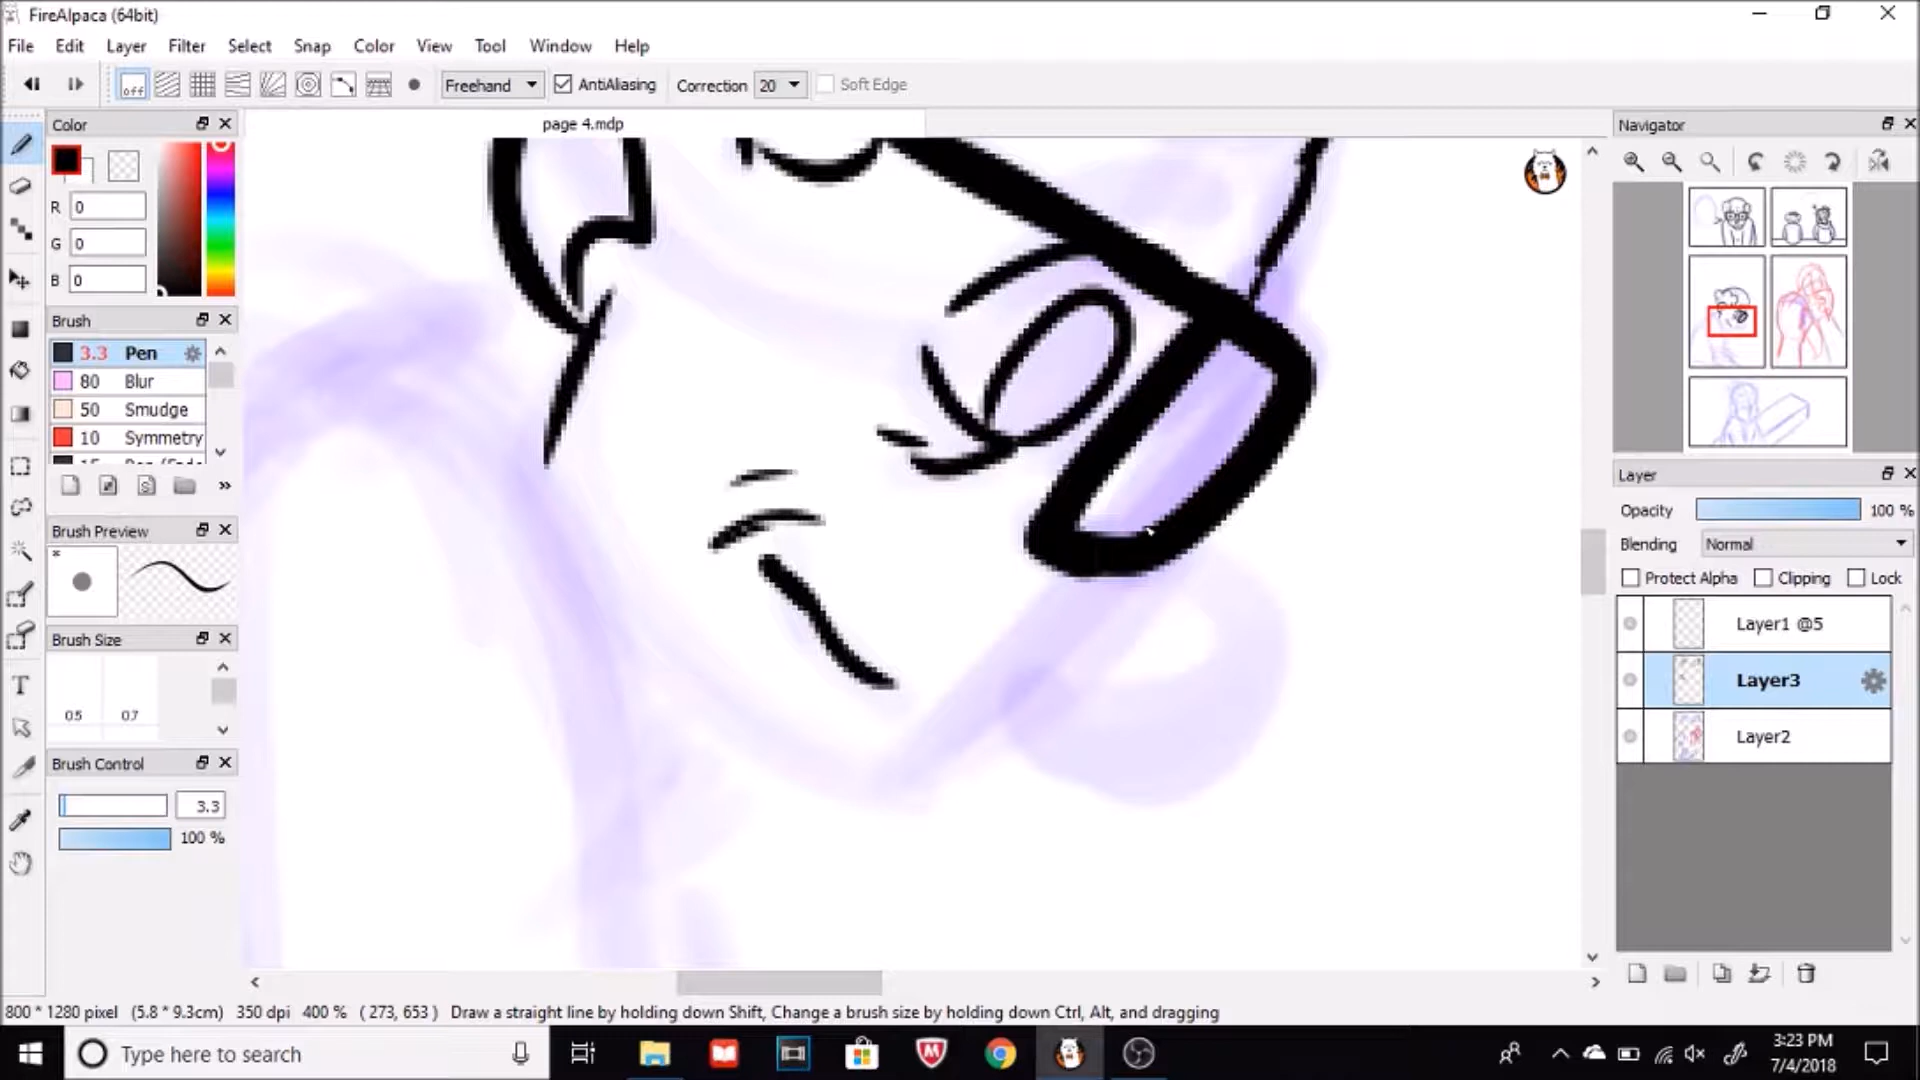 FireAlpaca (64bit)
File Edit Layer Filter Select Snap Color View Tool Window Help
off Freehand AntiAliasing Correction 20 Soft Edge
Color
page 4.mdp
Navigator
R 0
G 0
B 0
Brush
3.3 Pen
80 Blur
50 Smudge
10 Symmetry
Brush Preview
Brush Size
05 07
Brush Control
3.3
100 %
Layer
Opacity 100 %
Blending Normal
Protect Alpha Clipping Lock
Layer1 @5
Layer3
Layer2
800 * 1280 pixel (5.8 * 9.3cm) 350 dpi 400 % ( 273, 653 ) Draw a straight line by holding down Shift, Change a brush size by holding down Ctrl, Alt, and dragging
Type here to search
3:23 PM
7/4/2018